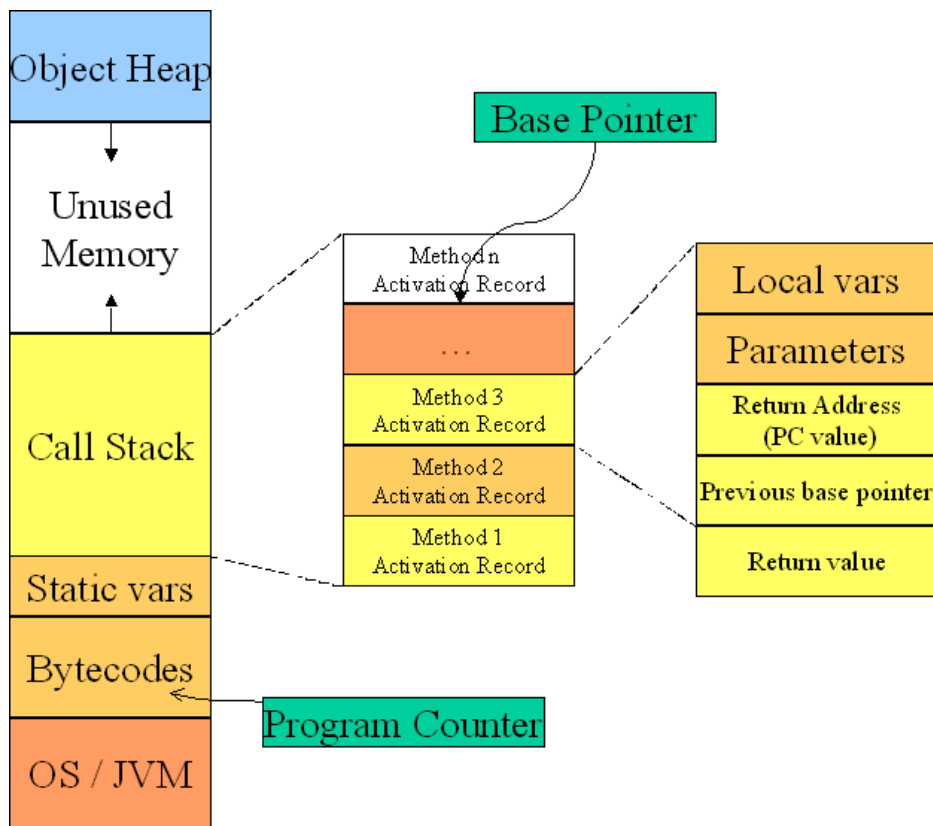 Object Heap
Unused
Memory
Call Stack
Static vars
Bytecodes
OS / JVM
Base Pointer
Method n
Activation Record
. . .
Method 3
Activation Record
Method 2
Activation Record
Method 1
Activation Record
Program Counter
Local vars
Parameters
Return Address
(PC value)
Previous base pointer
Return value